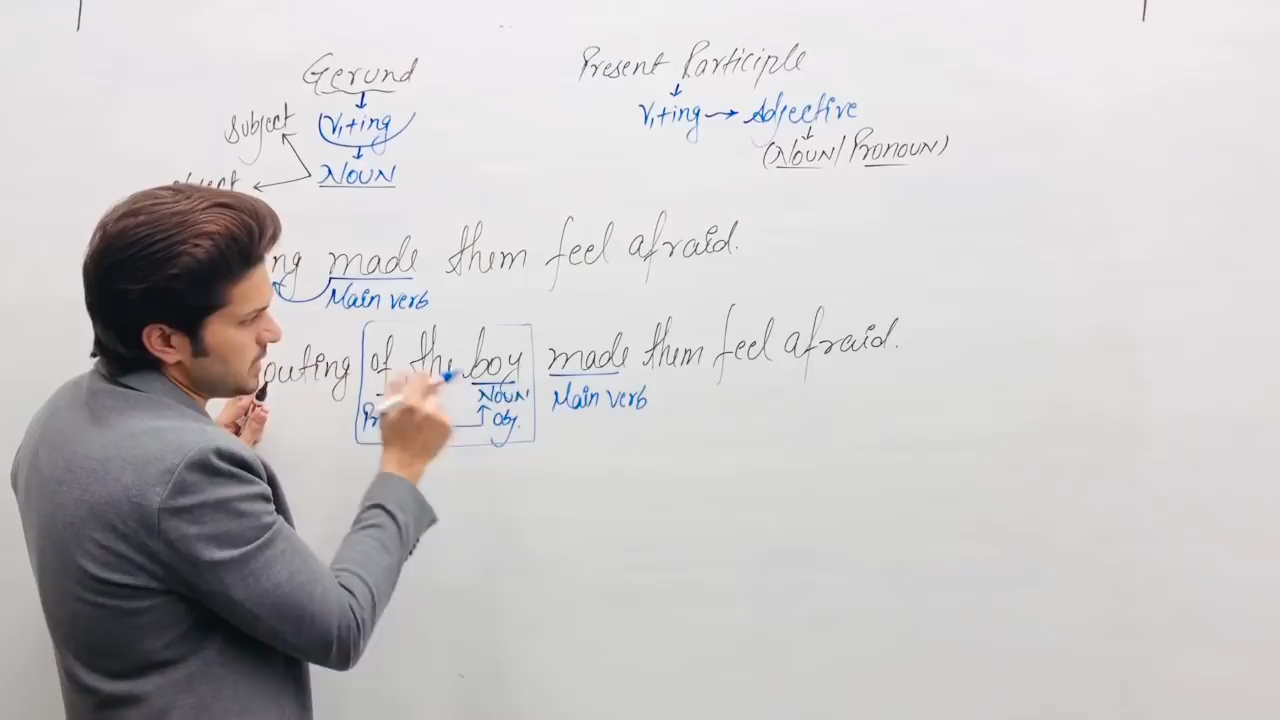 Gerund
Subject
V₁+ing
NOUN
Present Participle
V₁+ing → Adjective
(NOUN/PRONOUN)
made them feel afraid.
Main verb
of the boy made them feel afraid.
NOUN
Main verb
Obj.